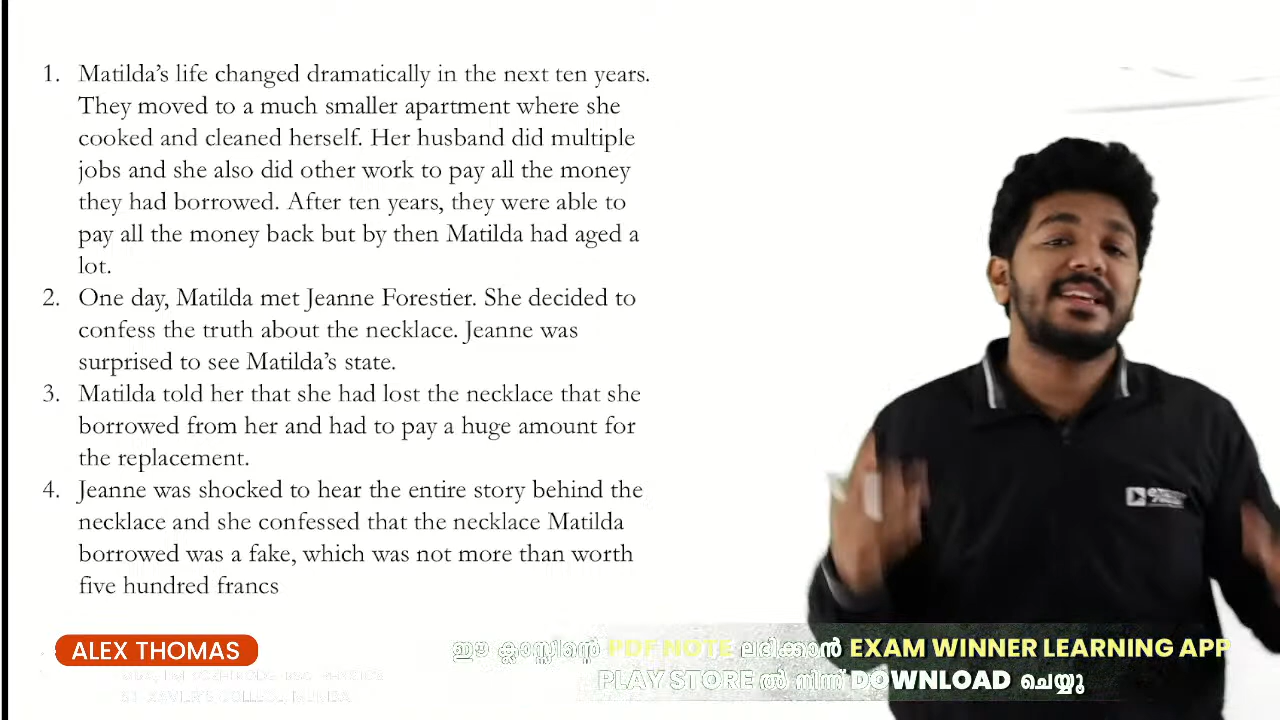 1. Matilda’s life changed dramatically in the next ten years.
They moved to a much smaller apartment where she
cooked and cleaned herself. Her husband did multiple
jobs and she also did other work to pay all the money
they had borrowed. After ten years, they were able to
pay all the money back but by then Matilda had aged a
lot.
2. One day, Matilda met Jeanne Forestier. She decided to
confess the truth about the necklace. Jeanne was
surprised to see Matilda’s state.
3. Matilda told her that she had lost the necklace that she
borrowed from her and had to pay a huge amount for
the replacement.
4. Jeanne was shocked to hear the entire story behind the
necklace and she confessed that the necklace Matilda
borrowed was a fake, which was not more than worth
five hundred francs
ALEX THOMAS
ഈ ക്ലാസ്സിന്റെ PDF NOTE ലഭിക്കാൻ EXAM WINNER LEARNING APP
PLAY STORE ൽ നിന്ന് DOWNLOAD ചെയ്യൂ